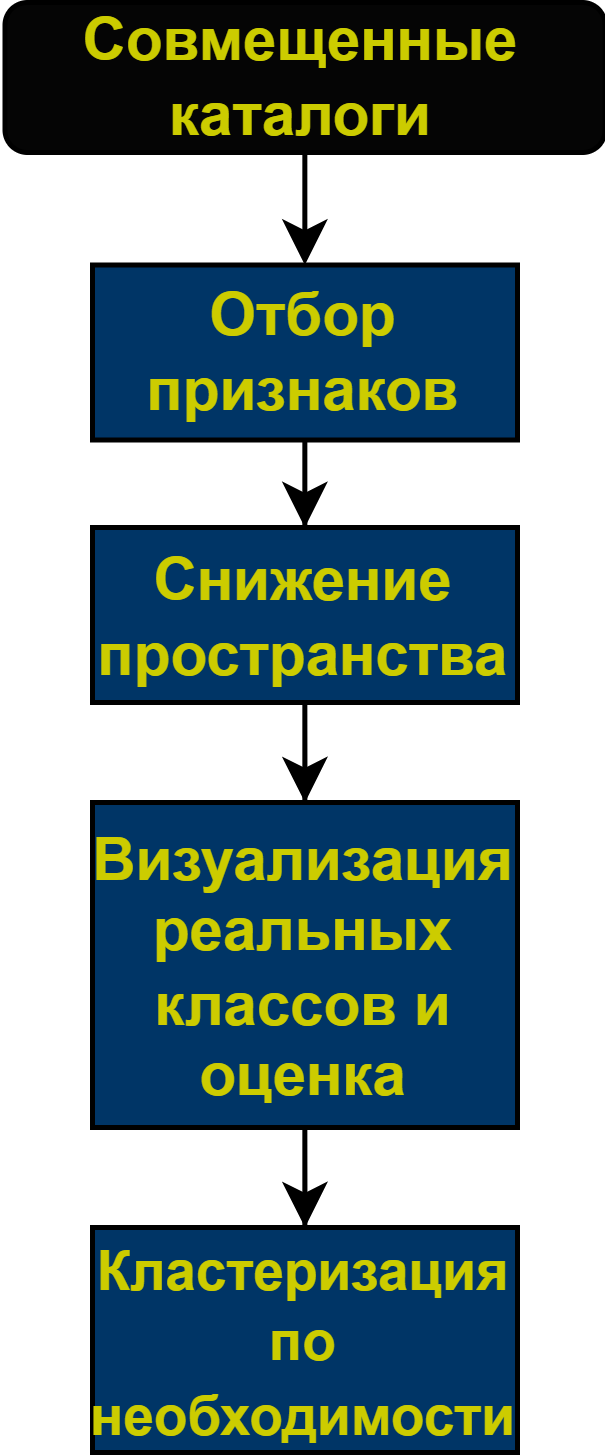 Совмещенные
каталоги
Отбор
признаков
Снижение
пространства
Визуализация
реальных
классов и
оценка
Кластеризация
по
необходимости